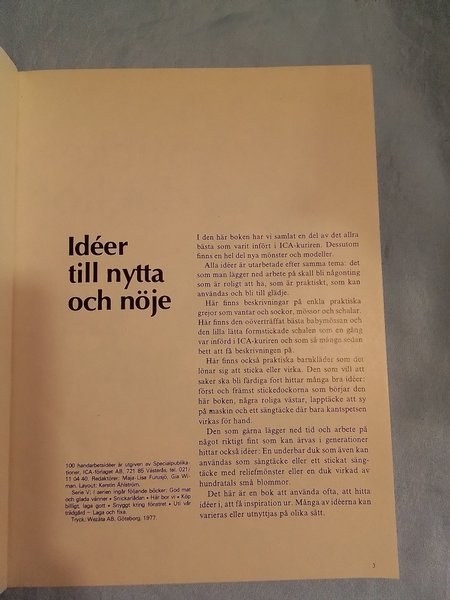 Idéer
till nytta
och nöje
I den här boken har vi samlat en del av det allra
bästa som varit infört i ICA-kuriren. Dessutom
finns en hel del nya mönster och modeller.
Alla idéer är utarbetade efter samma tema: det
som man lägger ned arbete på skall bli någonting
som är roligt att ha, som är praktiskt, som kan
användas och bli till glädje.
Här finns beskrivningar på enkla praktiska
grejor som vantar och sockor, mössor och schalar.
Här finns den oöverträffat bästa babymössan och
den lilla lätta formstickade schalen som en gång
var införd i ICA-kuriren och som så många sedan
bett att få beskrivningen på.
Här finns också praktiska barnkläder som det
lönar sig att sticka eller virka. Den som vill att
saker ska bli färdiga fort hittar många bra idéer:
först och främst stickedockorna som börjar den
här boken, några roliga västar, lapptäcke att sy
på maskin och ett sängtäcke där bara kantspetsen
virkas för hand.
Den som gärna lägger ned tid och arbete på
något riktigt fint som kan ärvas i generationer
hittar också idéer: En underbar duk som även kan
användas som sängtäcke eller ett stickat säng-
täcke med reliefmönster eller en duk virkad av
hundratals små blommor.
Det här är en bok att använda ofta, att hitta
idéer i, att få inspiration ur. Många av idéerna kan
varieras eller utnyttjas på olika sätt.
100 handarbetsidéer är utgiven av Specialpublika-
tioner, ICA-förlaget AB, 721 85 Västerås, tel. 021/
11 04 40. Redaktörer: Maja-Lisa Furusjö, Gia Wi-
man. Layout: Kerstin Åhlström.
Serie V; I serien ingår följande böcker: God mat
och glada vänner • Snickarlådan • Här bor vi • Köp
billigt, laga gott • Snyggt kring fönstret • Uti vår
trädgård – Laga och fixa.
Tryck: Wezäta AB, Göteborg, 1977.
3